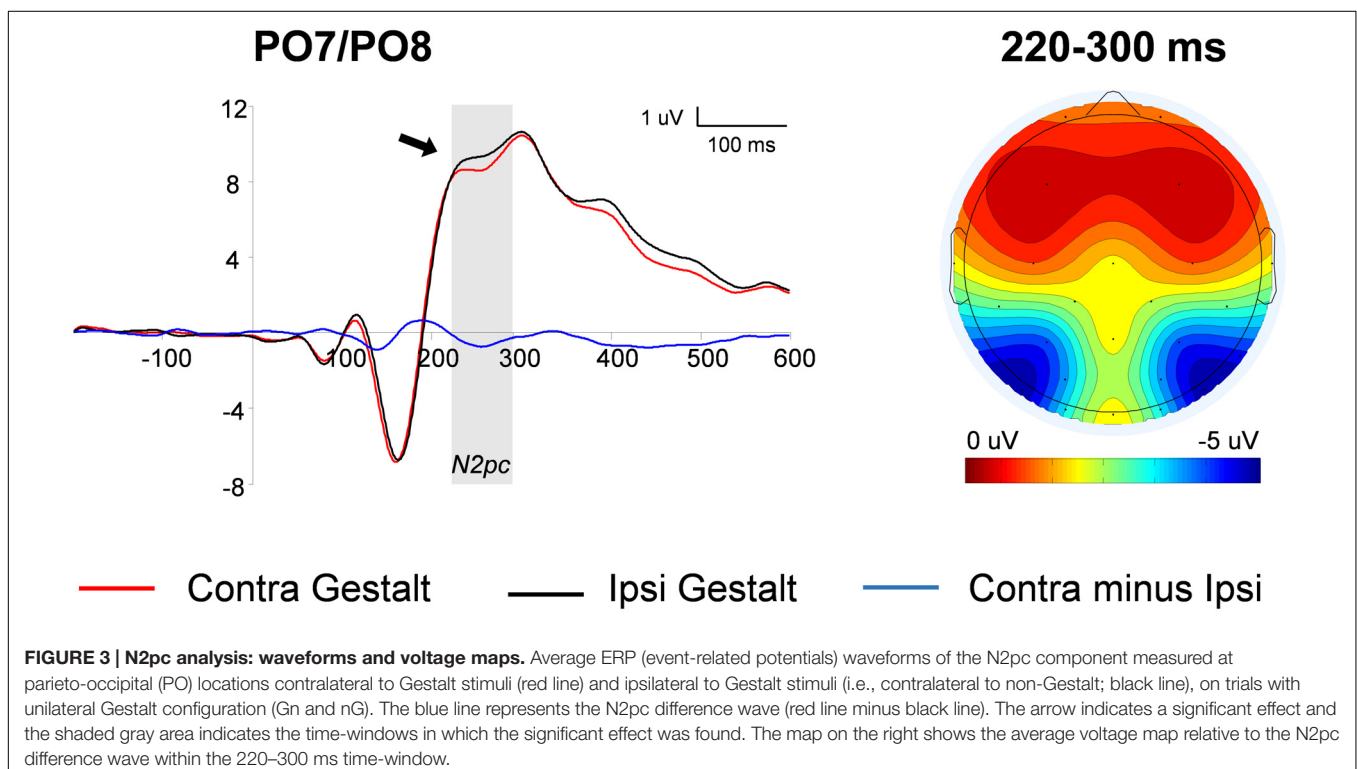 PO7/PO8
220-300 ms
12
8
4
-4
-8
-100
100
200
300
400
500
600
N2pc
1 uV
100 ms
0 uV
-5 uV
Contra Gestalt
Ipsi Gestalt
Contra minus Ipsi
FIGURE 3 | N2pc analysis: waveforms and voltage maps. Average ERP (event-related potentials) waveforms of the N2pc component measured at
parieto-occipital (PO) locations contralateral to Gestalt stimuli (red line) and ipsilateral to Gestalt stimuli (i.e., contralateral to non-Gestalt; black line), on trials with
unilateral Gestalt configuration (Gn and nG). The blue line represents the N2pc difference wave (red line minus black line). The arrow indicates a significant effect and
the shaded gray area indicates the time-windows in which the significant effect was found. The map on the right shows the average voltage map relative to the N2pc
difference wave within the 220–300 ms time-window.